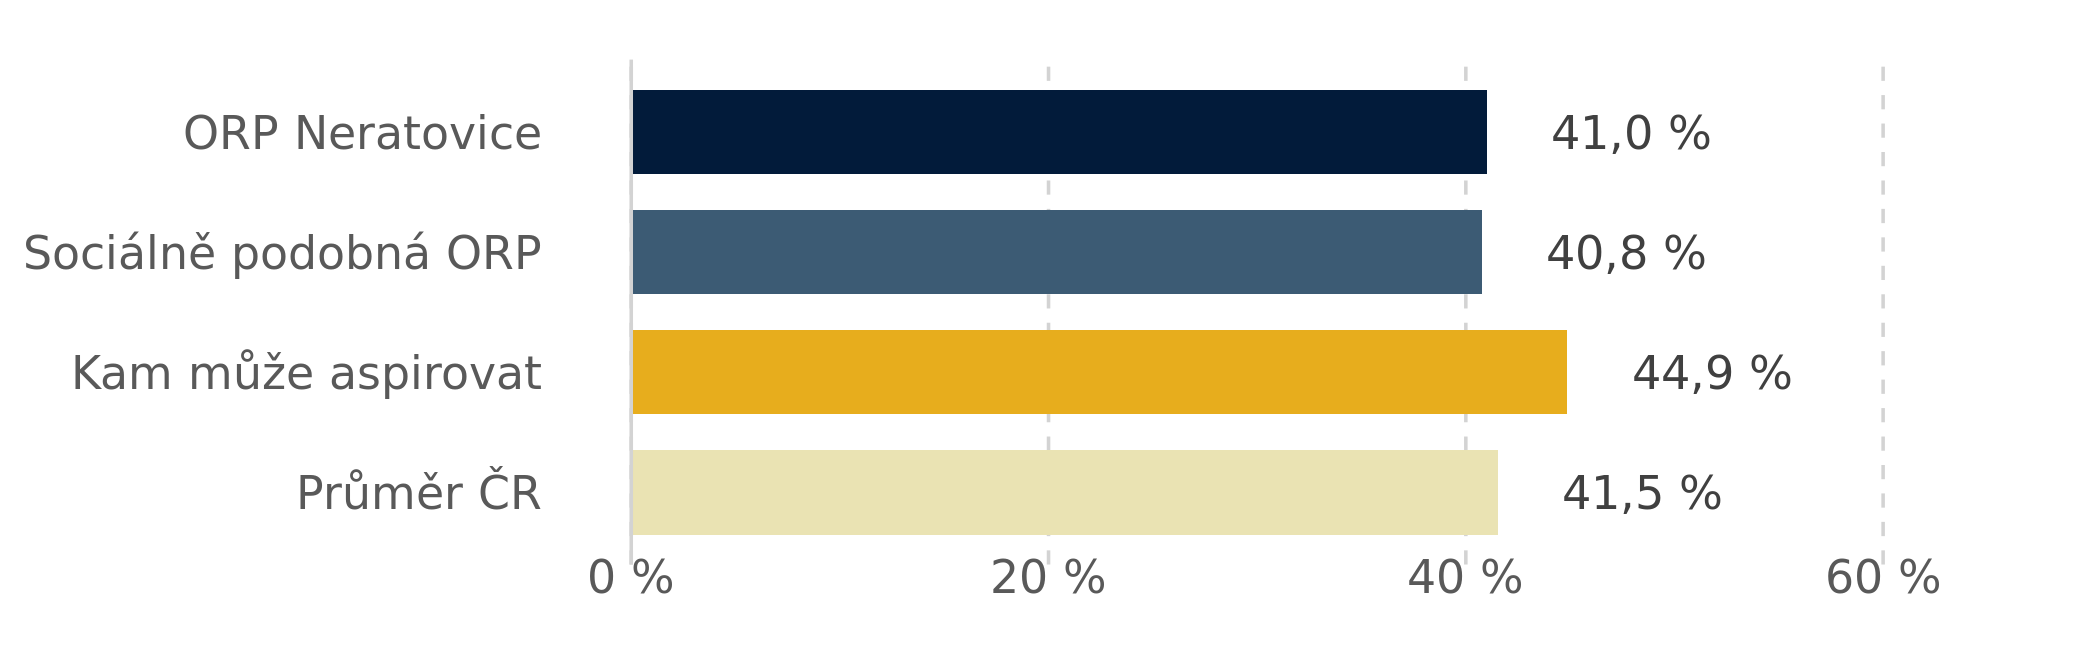 ORP Neratovice 41,0 %
Sociálně podobná ORP 40,8 %
Kam může aspirovat 44,9 %
Průměr ČR 41,5 %
0 % 20 % 40 % 60 %